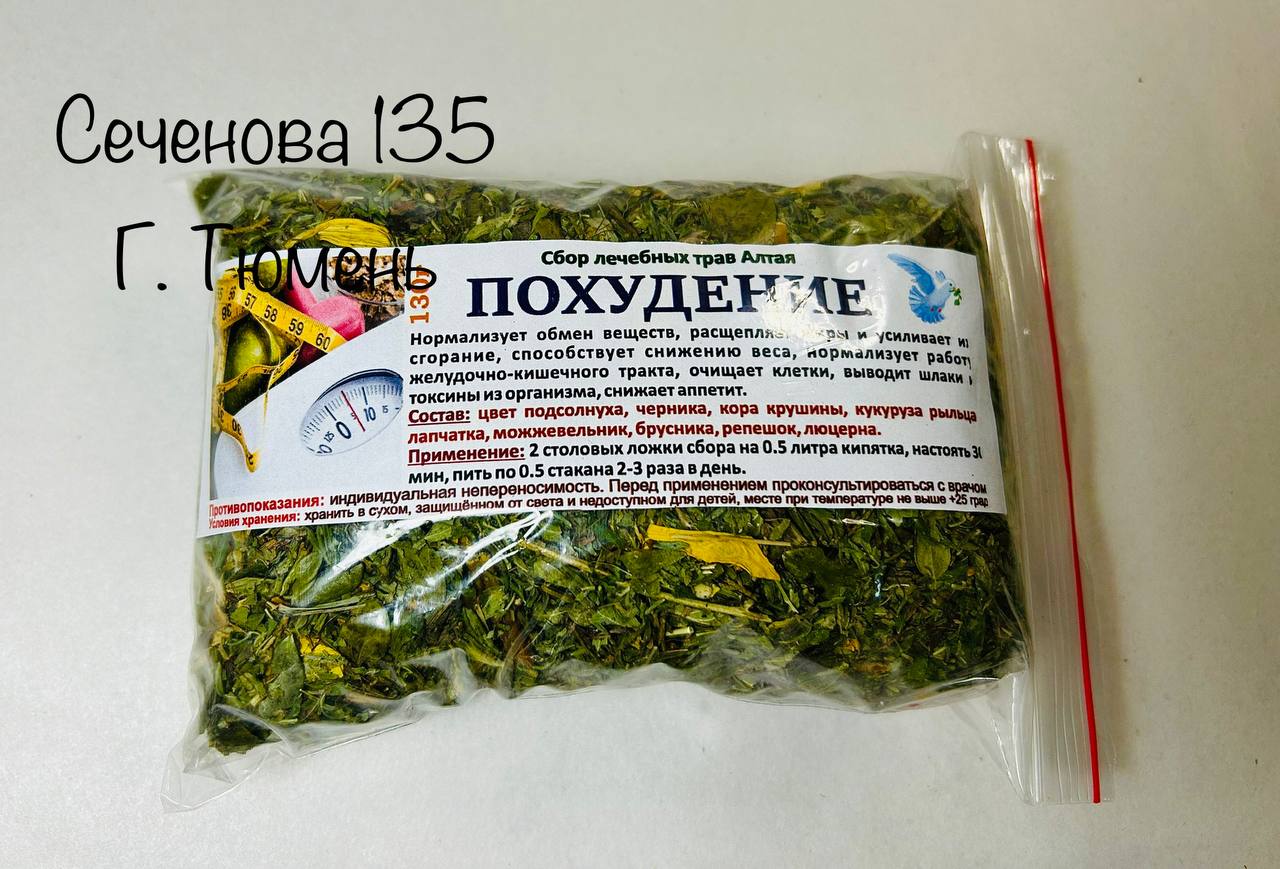 Сеченова 135
Г. Тюмень
Сбор лечебных трав Алтая
ПОХУДЕНИЕ
Нормализует обмен веществ, расщепляет жиры и усиливает их
сгорание, способствует снижению веса, нормализует работу
желудочно-кишечного тракта, очищает клетки, выводит шлаки и
токсины из организма, снижает аппетит.
Состав: цвет подсолнуха, черника, кора крушины, кукуруза рыльца
лапчатка, можжевельник, брусника, репешок, люцерна.
Применение: 2 столовых ложки сбора на 0.5 литра кипятка, настоять 30
мин, пить по 0.5 стакана 2-3 раза в день.
Противопоказания: индивидуальная непереносимость. Перед применением проконсультироваться с врачом
Условия хранения: хранить в сухом, защищённом от света и недоступном для детей, месте при температуре не выше +25 град